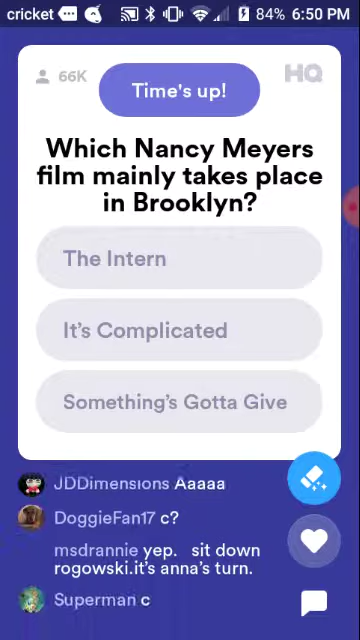 cricket 84% 6:50 PM
66K
Time's up!
HQ
Which Nancy Meyers
film mainly takes place
in Brooklyn?
The Intern
It's Complicated
Something's Gotta Give
JDDimensions Aaaaa
DoggieFan17 c?
msdrannie yep. sit down
rogowski.it's anna's turn.
Superman c